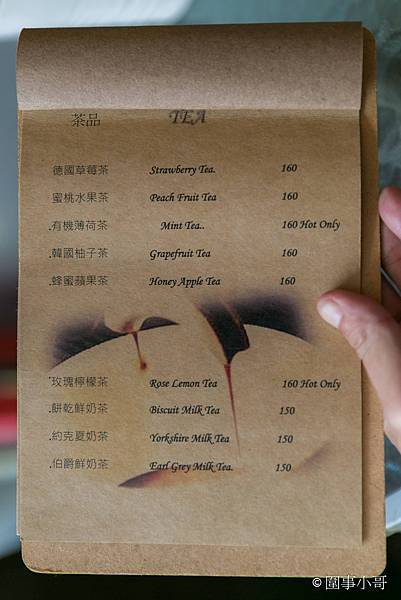 茶品 TEA
德國草莓茶 Strawberry Tea. 160
蜜桃水果茶 Peach Fruit Tea 160
有機薄荷茶 Mint Tea.. 160 Hot Only
.韓國柚子茶 Grapefruit Tea 160
.蜂蜜蘋果茶 Honey Apple Tea 160
玫瑰檸檬茶 Rose Lemon Tea 160 Hot Only
.餅乾鮮奶茶 Biscuit Milk Tea 150
.約克夏奶茶 Yorkshire Milk Tea 150
.伯爵鮮奶茶 Earl Grey Milk Tea. 150
©圍事小哥